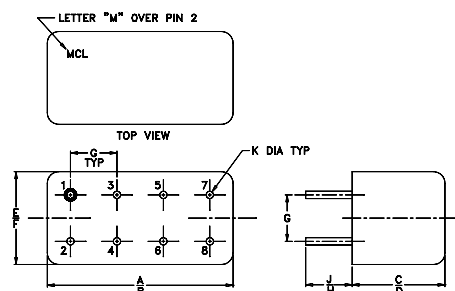 LETTER "M" OVER PIN 2
MCL
TOP VIEW
G
TYP
K DIA TYP
1 3 5 7
2 4 6 8
G
A
B
J
H
C
D